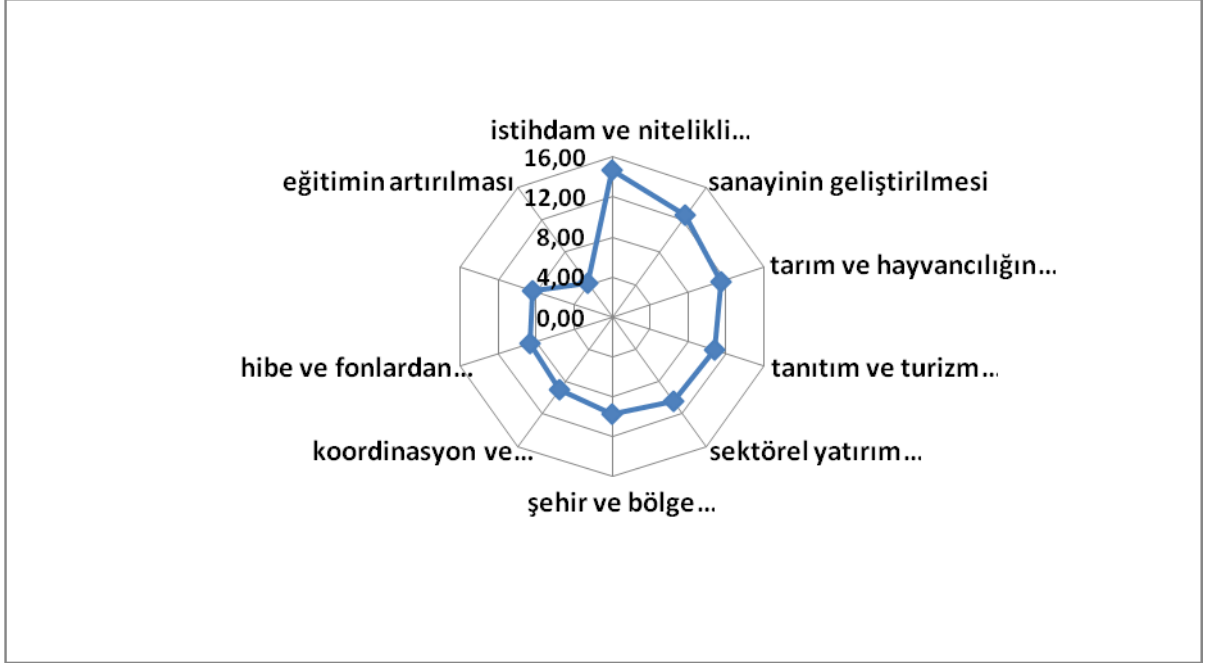 istihdam ve nitelikli...
16,00
eğitimin artırılması
sanayinin geliştirilmesi
12,00
8,00
tarım ve hayvancılığın...
4,00
0,00
hibe ve fonlardan...
tanıtım ve turizm...
koordinasyon ve...
sektörel yatırım...
şehir ve bölge...